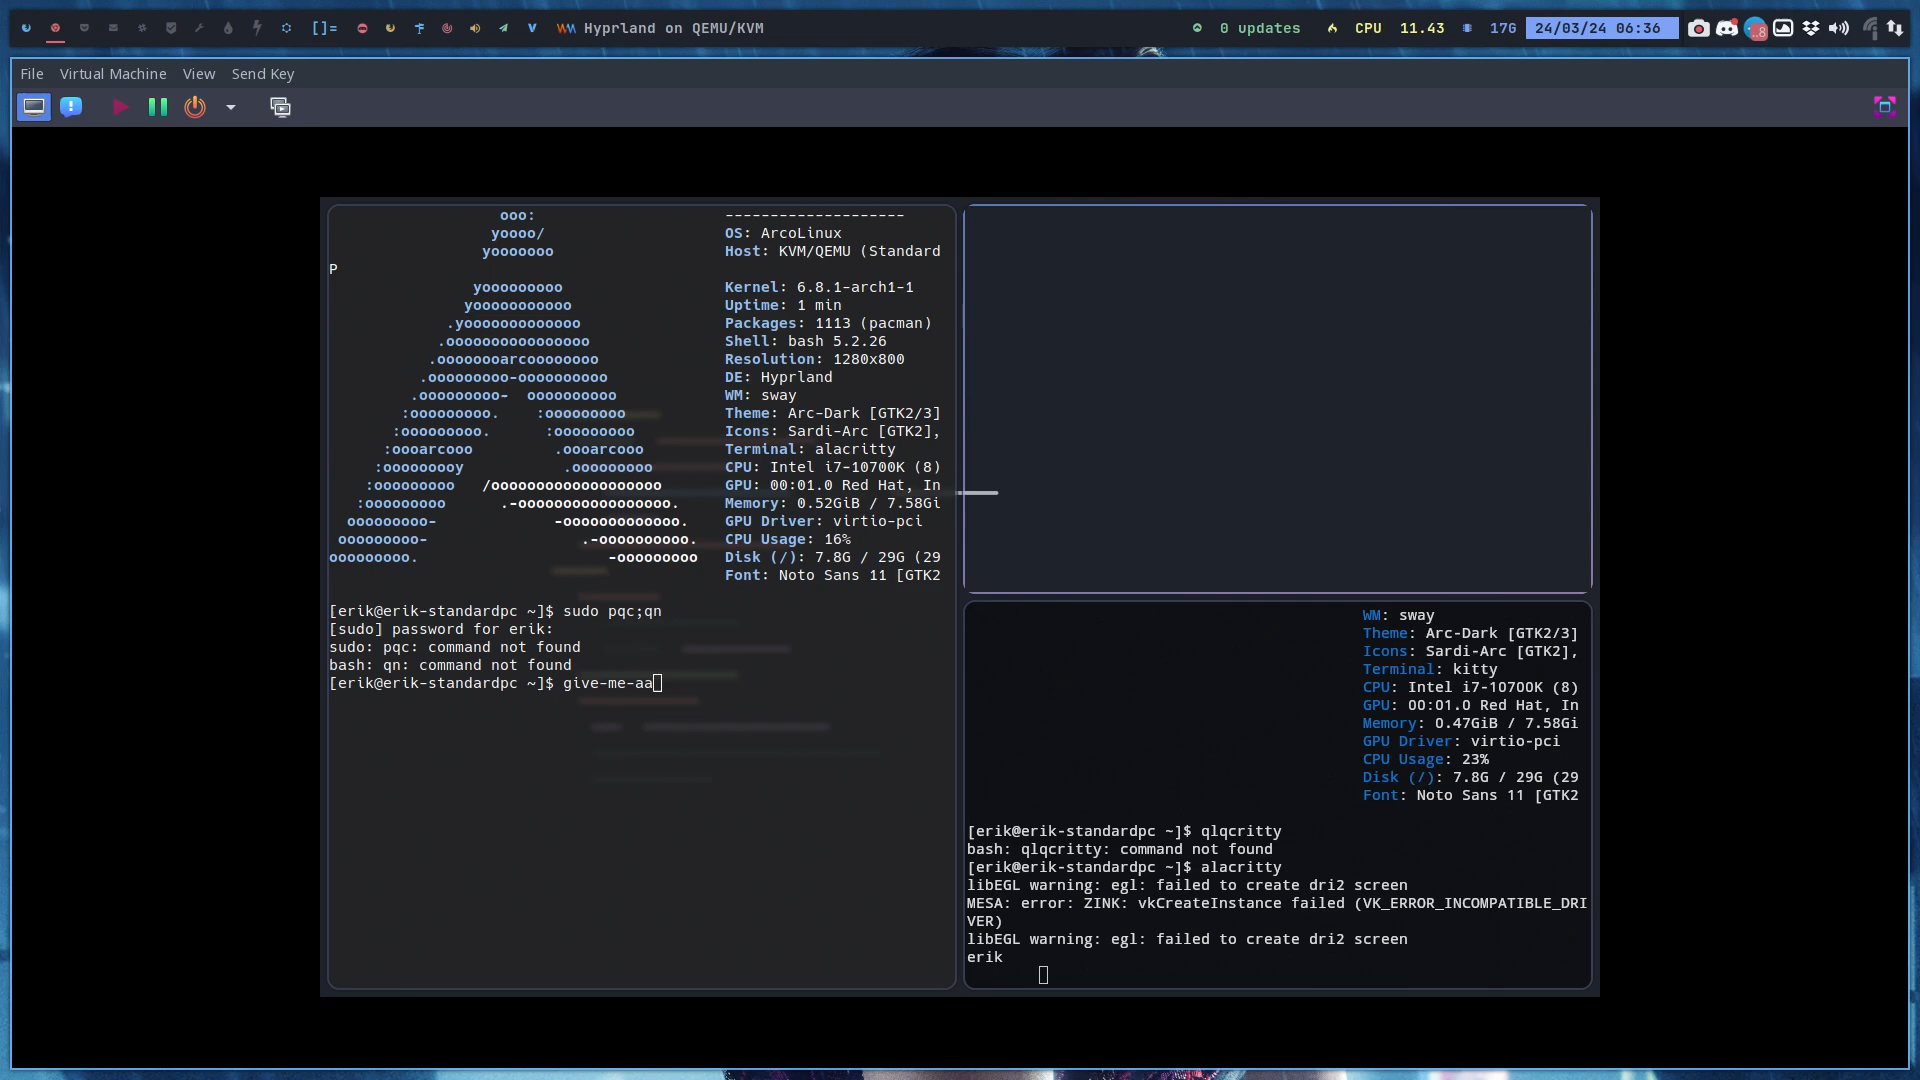 []=
Hyprland on QEMU/KVM
0 updates
CPU 11.43
17G
24/03/24 06:36
..8
File Virtual Machine View Send Key
ooo: --------------------
yoooo/ OS: ArcoLinux
yooooooo Host: KVM/QEMU (Standard
P
yooooooooo Kernel: 6.8.1-arch1-1
yooooooooooo Uptime: 1 min
.yooooooooooooo Packages: 1113 (pacman)
.oooooooooooooooo Shell: bash 5.2.26
.oooooooarcoooooooo Resolution: 1280x800
.ooooooooo-oooooooooo DE: Hyprland
.ooooooooo- oooooooooo WM: sway
:ooooooooo. :ooooooooo Theme: Arc-Dark [GTK2/3]
:ooooooooo. :ooooooooo Icons: Sardi-Arc [GTK2],
:oooarcooo .oooarcooo Terminal: alacritty
:ooooooooy .ooooooooo CPU: Intel i7-10700K (8)
:ooooooooo /ooooooooooooooooooo GPU: 00:01.0 Red Hat, In
:ooooooooo .-ooooooooooooooooo. Memory: 0.52GiB / 7.58Gi
ooooooooo- -ooooooooooooo. GPU Driver: virtio-pci
ooooooooo- .-oooooooooo. CPU Usage: 16%
ooooooooo. -ooooooooo Disk (/): 7.8G / 29G (29
Font: Noto Sans 11 [GTK2
[erik@erik-standardpc ~]$ sudo pqc;qn
[sudo] password for erik:
sudo: pqc: command not found
bash: qn: command not found
[erik@erik-standardpc ~]$ give-me-aa
WM: sway
Theme: Arc-Dark [GTK2/3]
Icons: Sardi-Arc [GTK2],
Terminal: kitty
CPU: Intel i7-10700K (8)
GPU: 00:01.0 Red Hat, In
Memory: 0.47GiB / 7.58Gi
GPU Driver: virtio-pci
CPU Usage: 23%
Disk (/): 7.8G / 29G (29
Font: Noto Sans 11 [GTK2
[erik@erik-standardpc ~]$ qlqcritty
bash: qlqcritty: command not found
[erik@erik-standardpc ~]$ alacritty
libEGL warning: egl: failed to create dri2 screen
MESA: error: ZINK: vkCreateInstance failed (VK_ERROR_INCOMPATIBLE_DRI
VER)
libEGL warning: egl: failed to create dri2 screen
erik